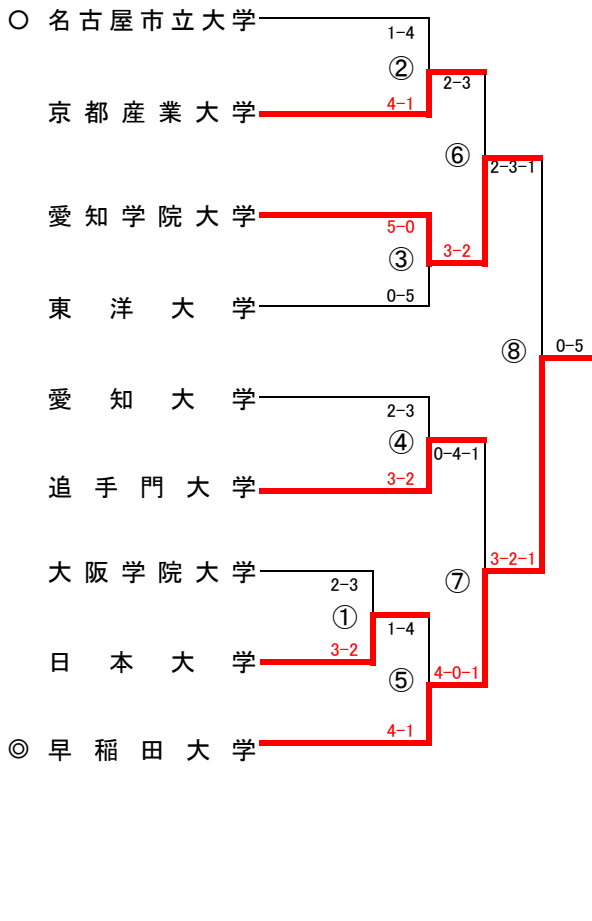 ○ 名古屋市立大学
1-4
②
4-1
2-3
京都産業大学
⑥
2-3-1
愛知学院大学
5-0
③
3-2
0-5
東洋大学
⑧
0-5
愛知大学
2-3
④
0-4-1
3-2
追手門大学
3-2-1
大阪学院大学
2-3
⑦
①
1-4
3-2
日本大学
⑤
4-0-1
4-1
◎ 早稲田大学